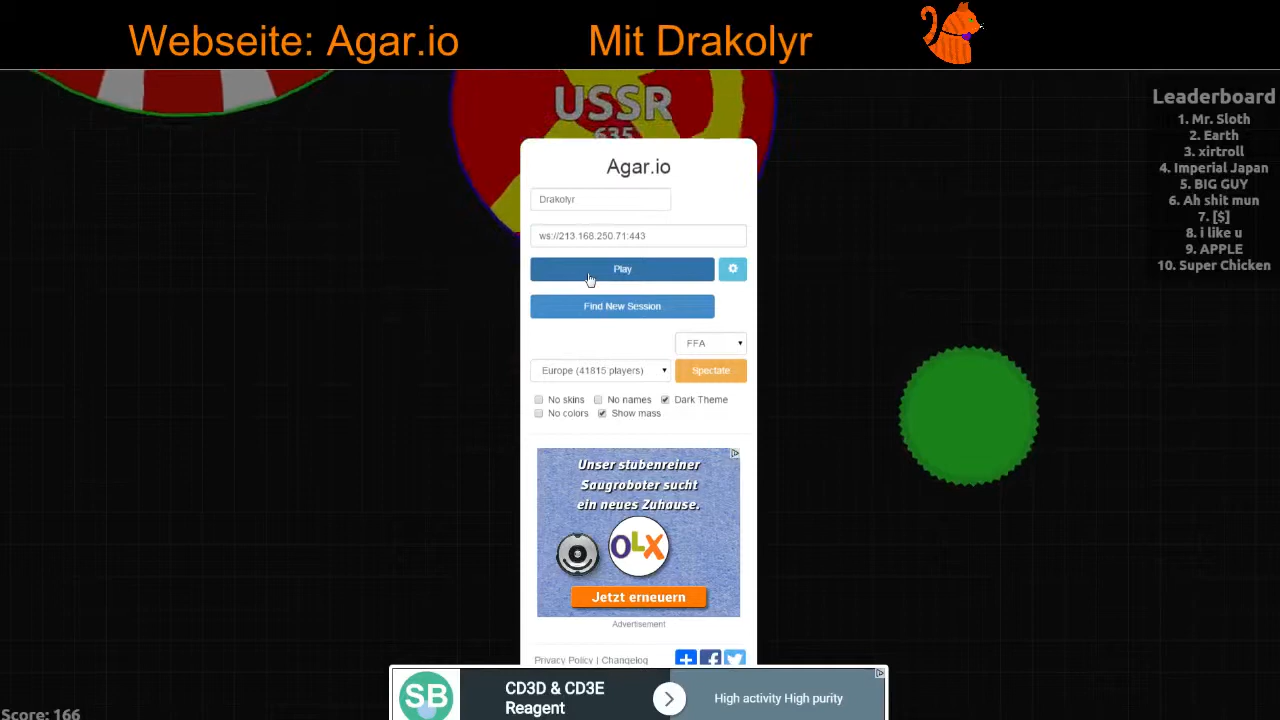 Webseite: Agar.io
Mit Drakolyr
USSR
635
Leaderboard
1. Mr. Sloth
2. Earth
3. xirtroll
4. Imperial Japan
5. BIG GUY
6. Ah shit mun
7. [$]
8. i like u
9. APPLE
10. Super Chicken
Agar.io
Drakolyr
ws://213.168.250.71:443
Play
Find New Session
FFA
Europe (41815 players)
Spectate
No skins
No names
Dark Theme
No colors
Show mass
Unser stubenreiner
Saugroboter sucht
ein neues Zuhause.
OLX
Jetzt erneuern
Advertisement
Privacy Policy | Changelog
SB
CD3D & CD3E
Reagent
High activity High purity
Score: 166